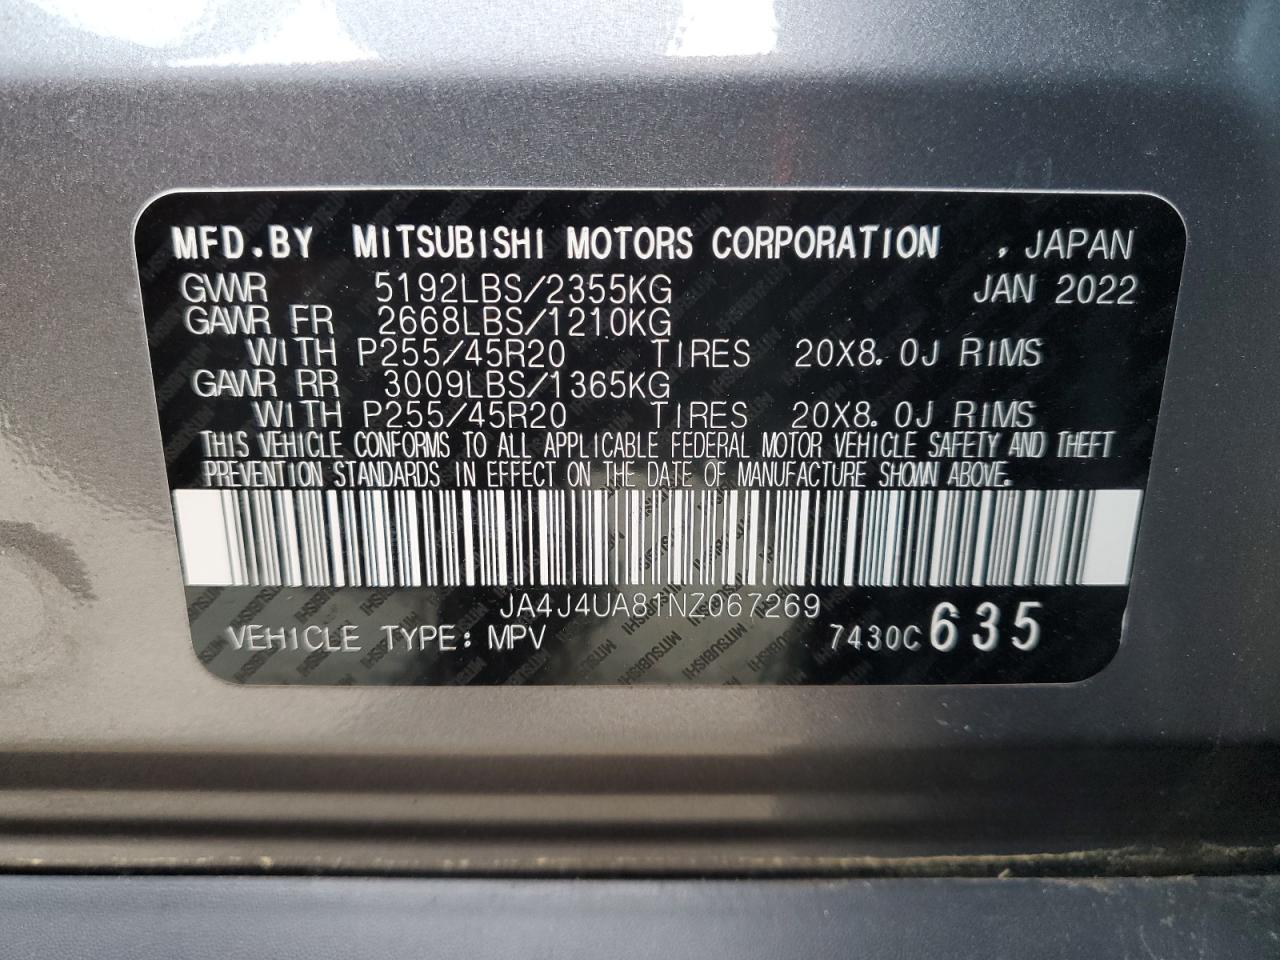 MFD.BY MITSUBISHI MOTORS CORPORATION , JAPAN
GVWR 5192LBS/2355KG JAN 2022
GAWR FR 2668LBS/1210KG
WITH P255/45R20 TIRES 20X8.0J RIMS
GAWR RR 3009LBS/1365KG
WITH P255/45R20 TIRES 20X8.0J RIMS
THIS VEHICLE CONFORMS TO ALL APPLICABLE FEDERAL MOTOR VEHICLE SAFETY AND THEFT
PREVENTION STANDARDS IN EFFECT ON THE DATE OF MANUFACTURE SHOWN ABOVE.
JA4J4UA81NZ067269
VEHICLE TYPE: MPV 7430C 635